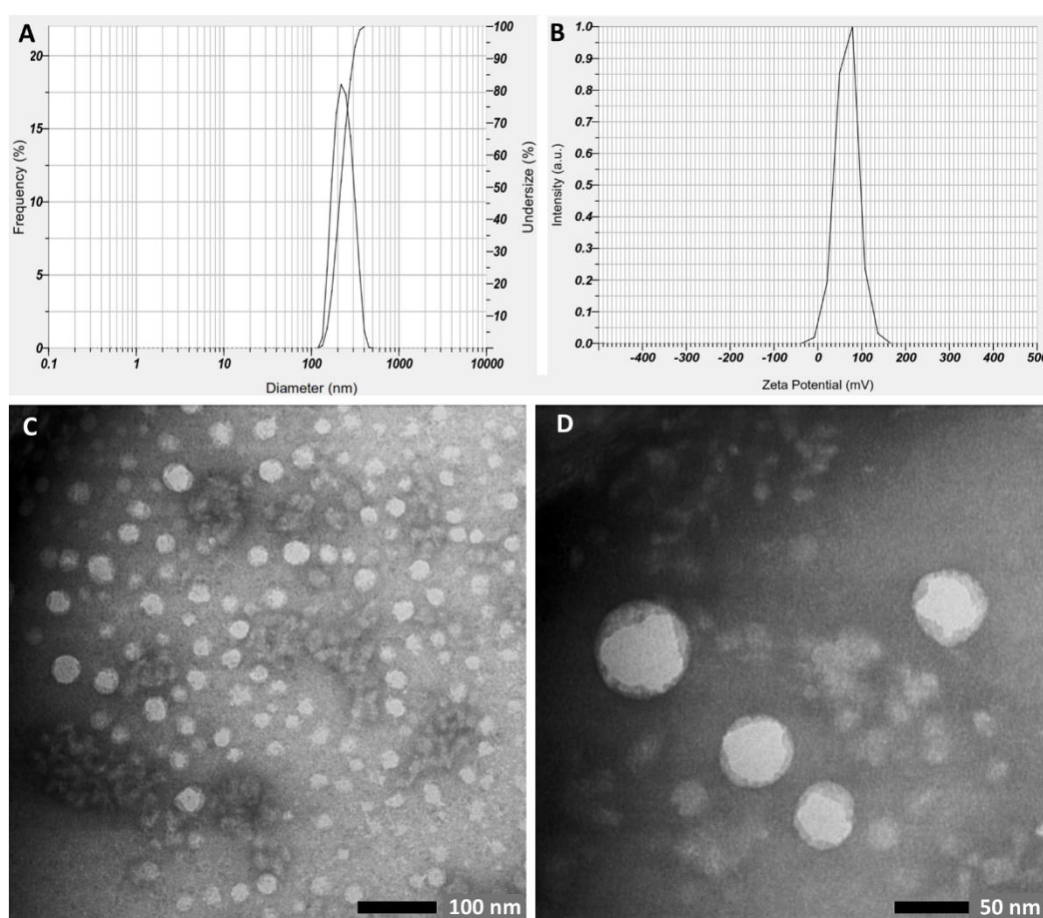 A
Frequency (%)
20
15
10
5
0
0.1
1
10
100
1000
10000
Diameter (nm)
100
90
80
70
60
50
40
30
20
10
Undersize (%)
B
Intensity (a.u.)
1.0
0.9
0.8
0.7
0.6
0.5
0.4
0.3
0.2
0.1
0.0
-400 -300 -200 -100 0 100 200 300 400 500
Zeta Potential (mV)
C
100 nm
D
50 nm